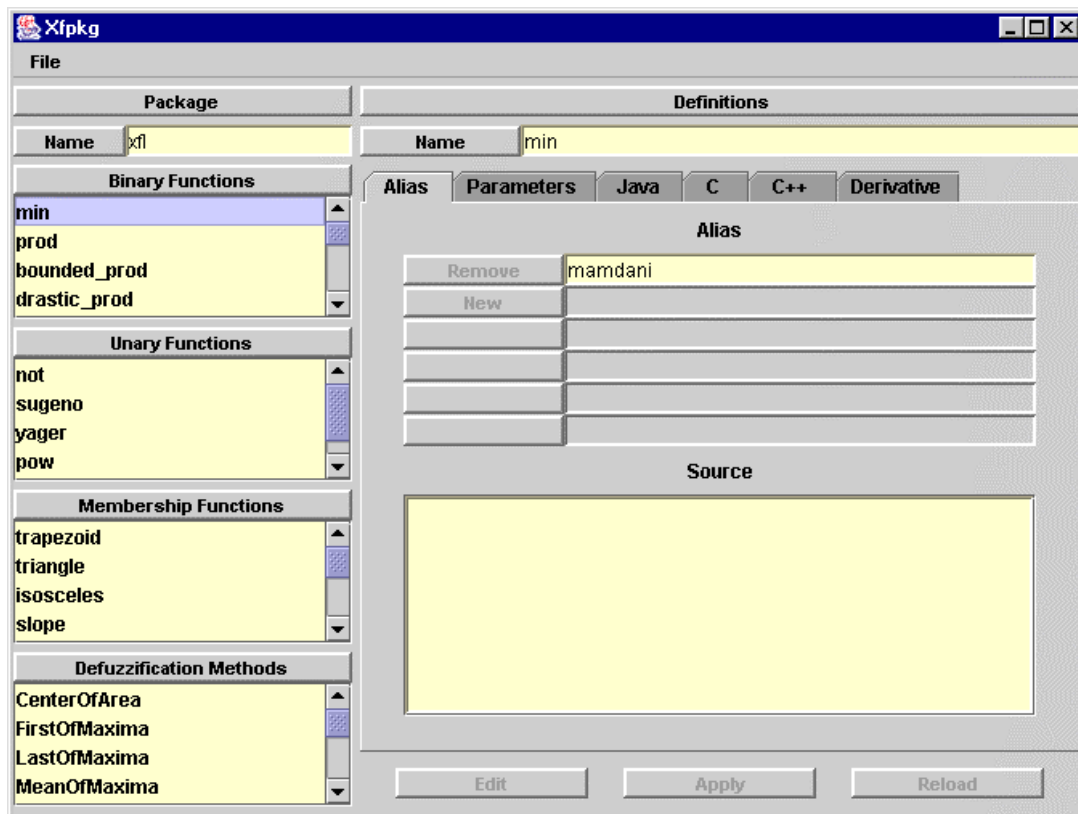 Xfpkg
File
Package
Name xfl
Binary Functions
min
prod
bounded_prod
drastic_prod
Unary Functions
not
sugeno
yager
pow
Membership Functions
trapezoid
triangle
isosceles
slope
Defuzzification Methods
CenterOfArea
FirstOfMaxima
LastOfMaxima
MeanOfMaxima
Definitions
Name min
Alias Parameters Java C C++ Derivative
Alias
Remove mamdani
New
Source
Edit Apply Reload